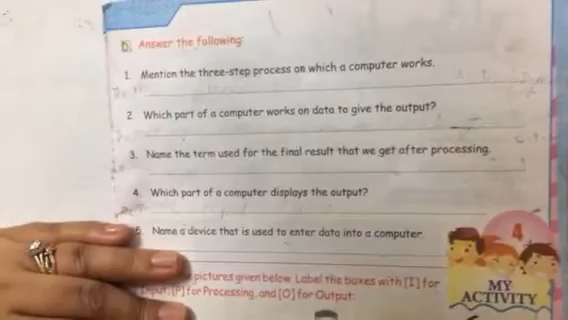 D. Answer the following:
1. Mention the three-step process on which a computer works.
2. Which part of a computer works on data to give the output?
3. Name the term used for the final result that we get after processing.
4. Which part of a computer displays the output?
5. Name a device that is used to enter data into a computer.
pictures given below. Label the boxes with [I] for
Input, [P] for Processing, and [O] for Output:
4
MY
ACTIVITY